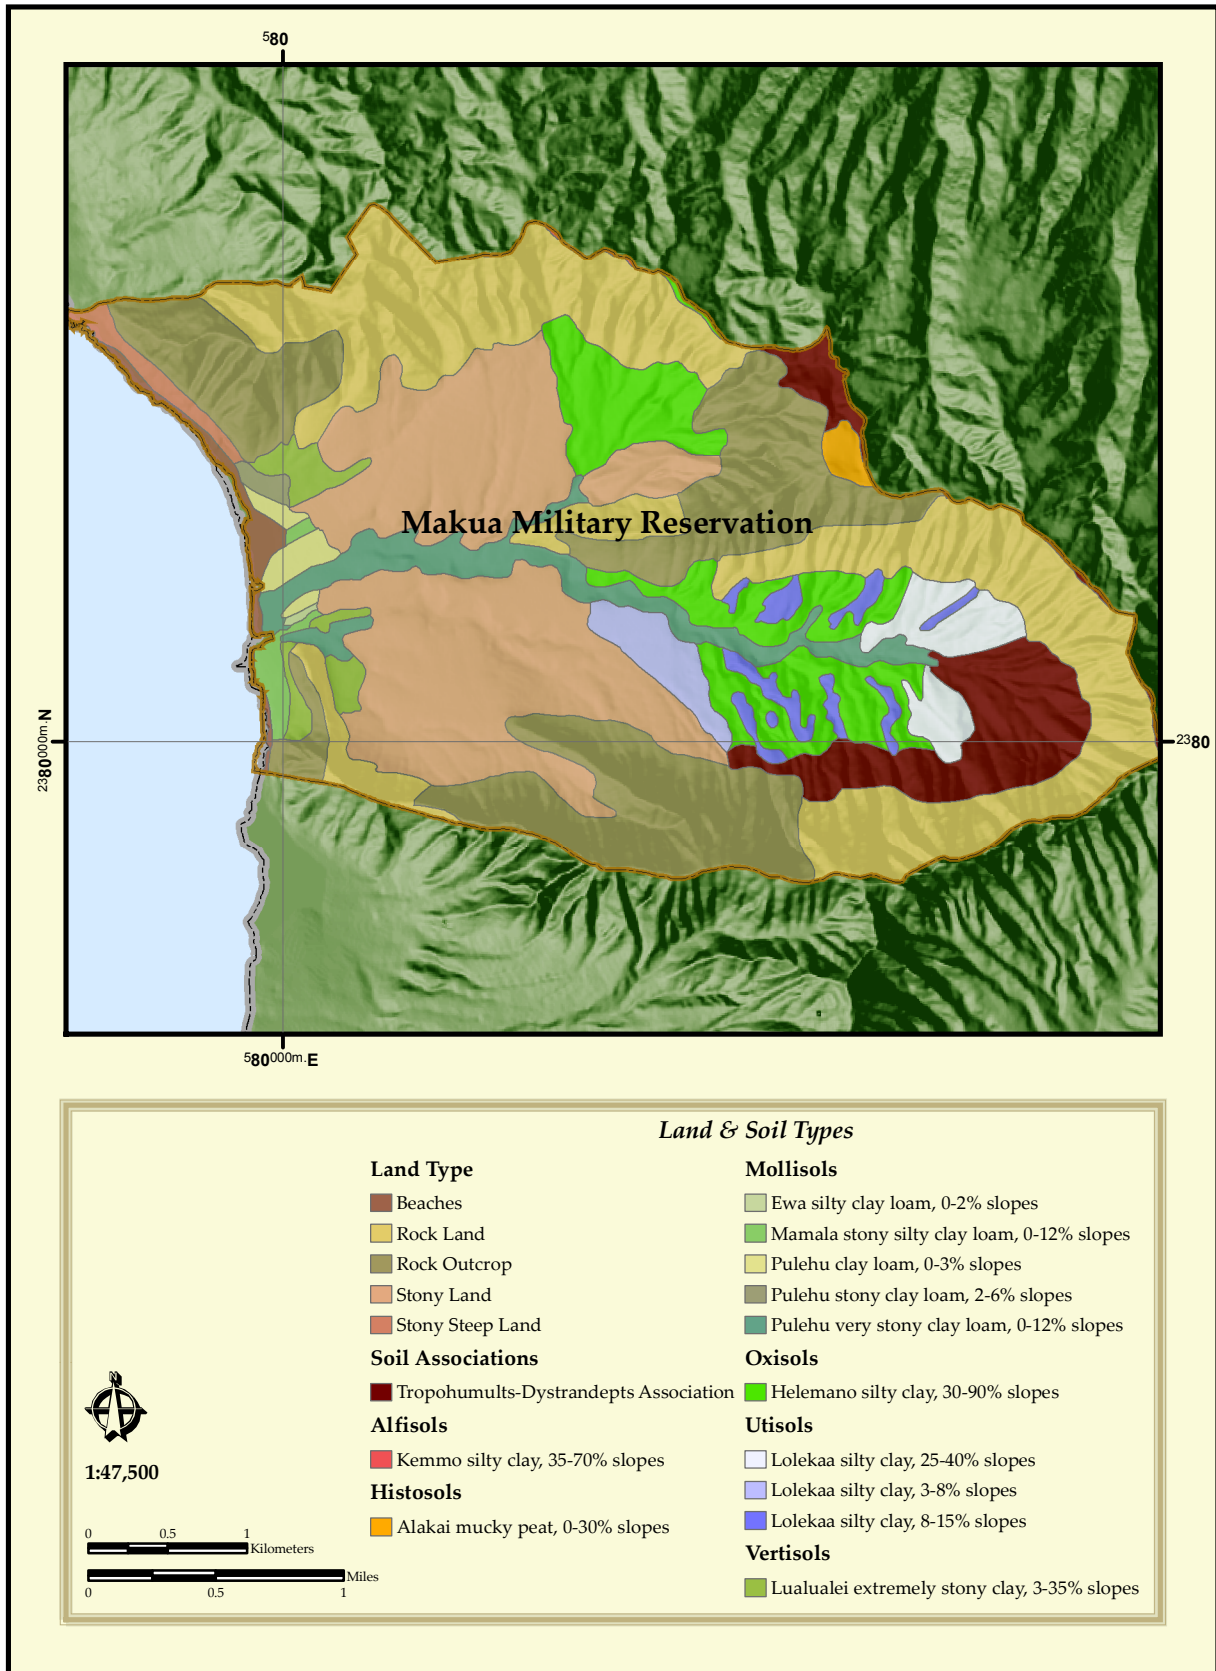 580
Makua Military Reservation
2380000m.N
2380
580000m.E
Land & Soil Types
Land Type
Beaches
Rock Land
Rock Outcrop
Stony Land
Stony Steep Land
Soil Associations
Tropohumults-Dystrandepts Association
Alfisols
Kemmo silty clay, 35-70% slopes
Histosols
Alakai mucky peat, 0-30% slopes
Mollisols
Ewa silty clay loam, 0-2% slopes
Mamala stony silty clay loam, 0-12% slopes
Pulehu clay loam, 0-3% slopes
Pulehu stony clay loam, 2-6% slopes
Pulehu very stony clay loam, 0-12% slopes
Oxisols
Helemano silty clay, 30-90% slopes
Utisols
Lolekaa silty clay, 25-40% slopes
Lolekaa silty clay, 3-8% slopes
Lolekaa silty clay, 8-15% slopes
Vertisols
Lualualei extremely stony clay, 3-35% slopes
N
1:47,500
0 0.5 1
Kilometers
Miles
0 0.5 1